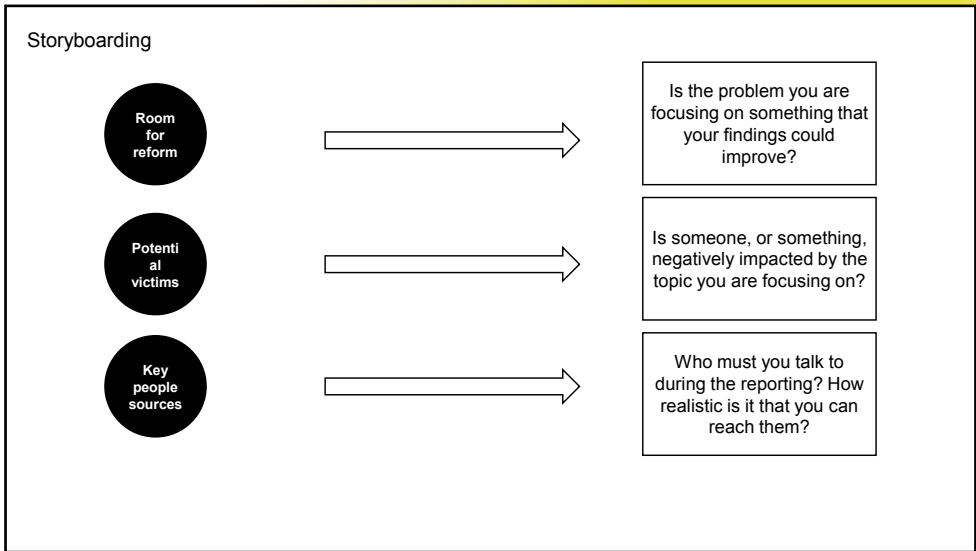 Storyboarding
Room
for
reform
Is the problem you are
focusing on something that
your findings could
improve?
Potenti
al
victims
Is someone, or something,
negatively impacted by the
topic you are focusing on?
Key
people
sources
Who must you talk to
during the reporting? How
realistic is it that you can
reach them?